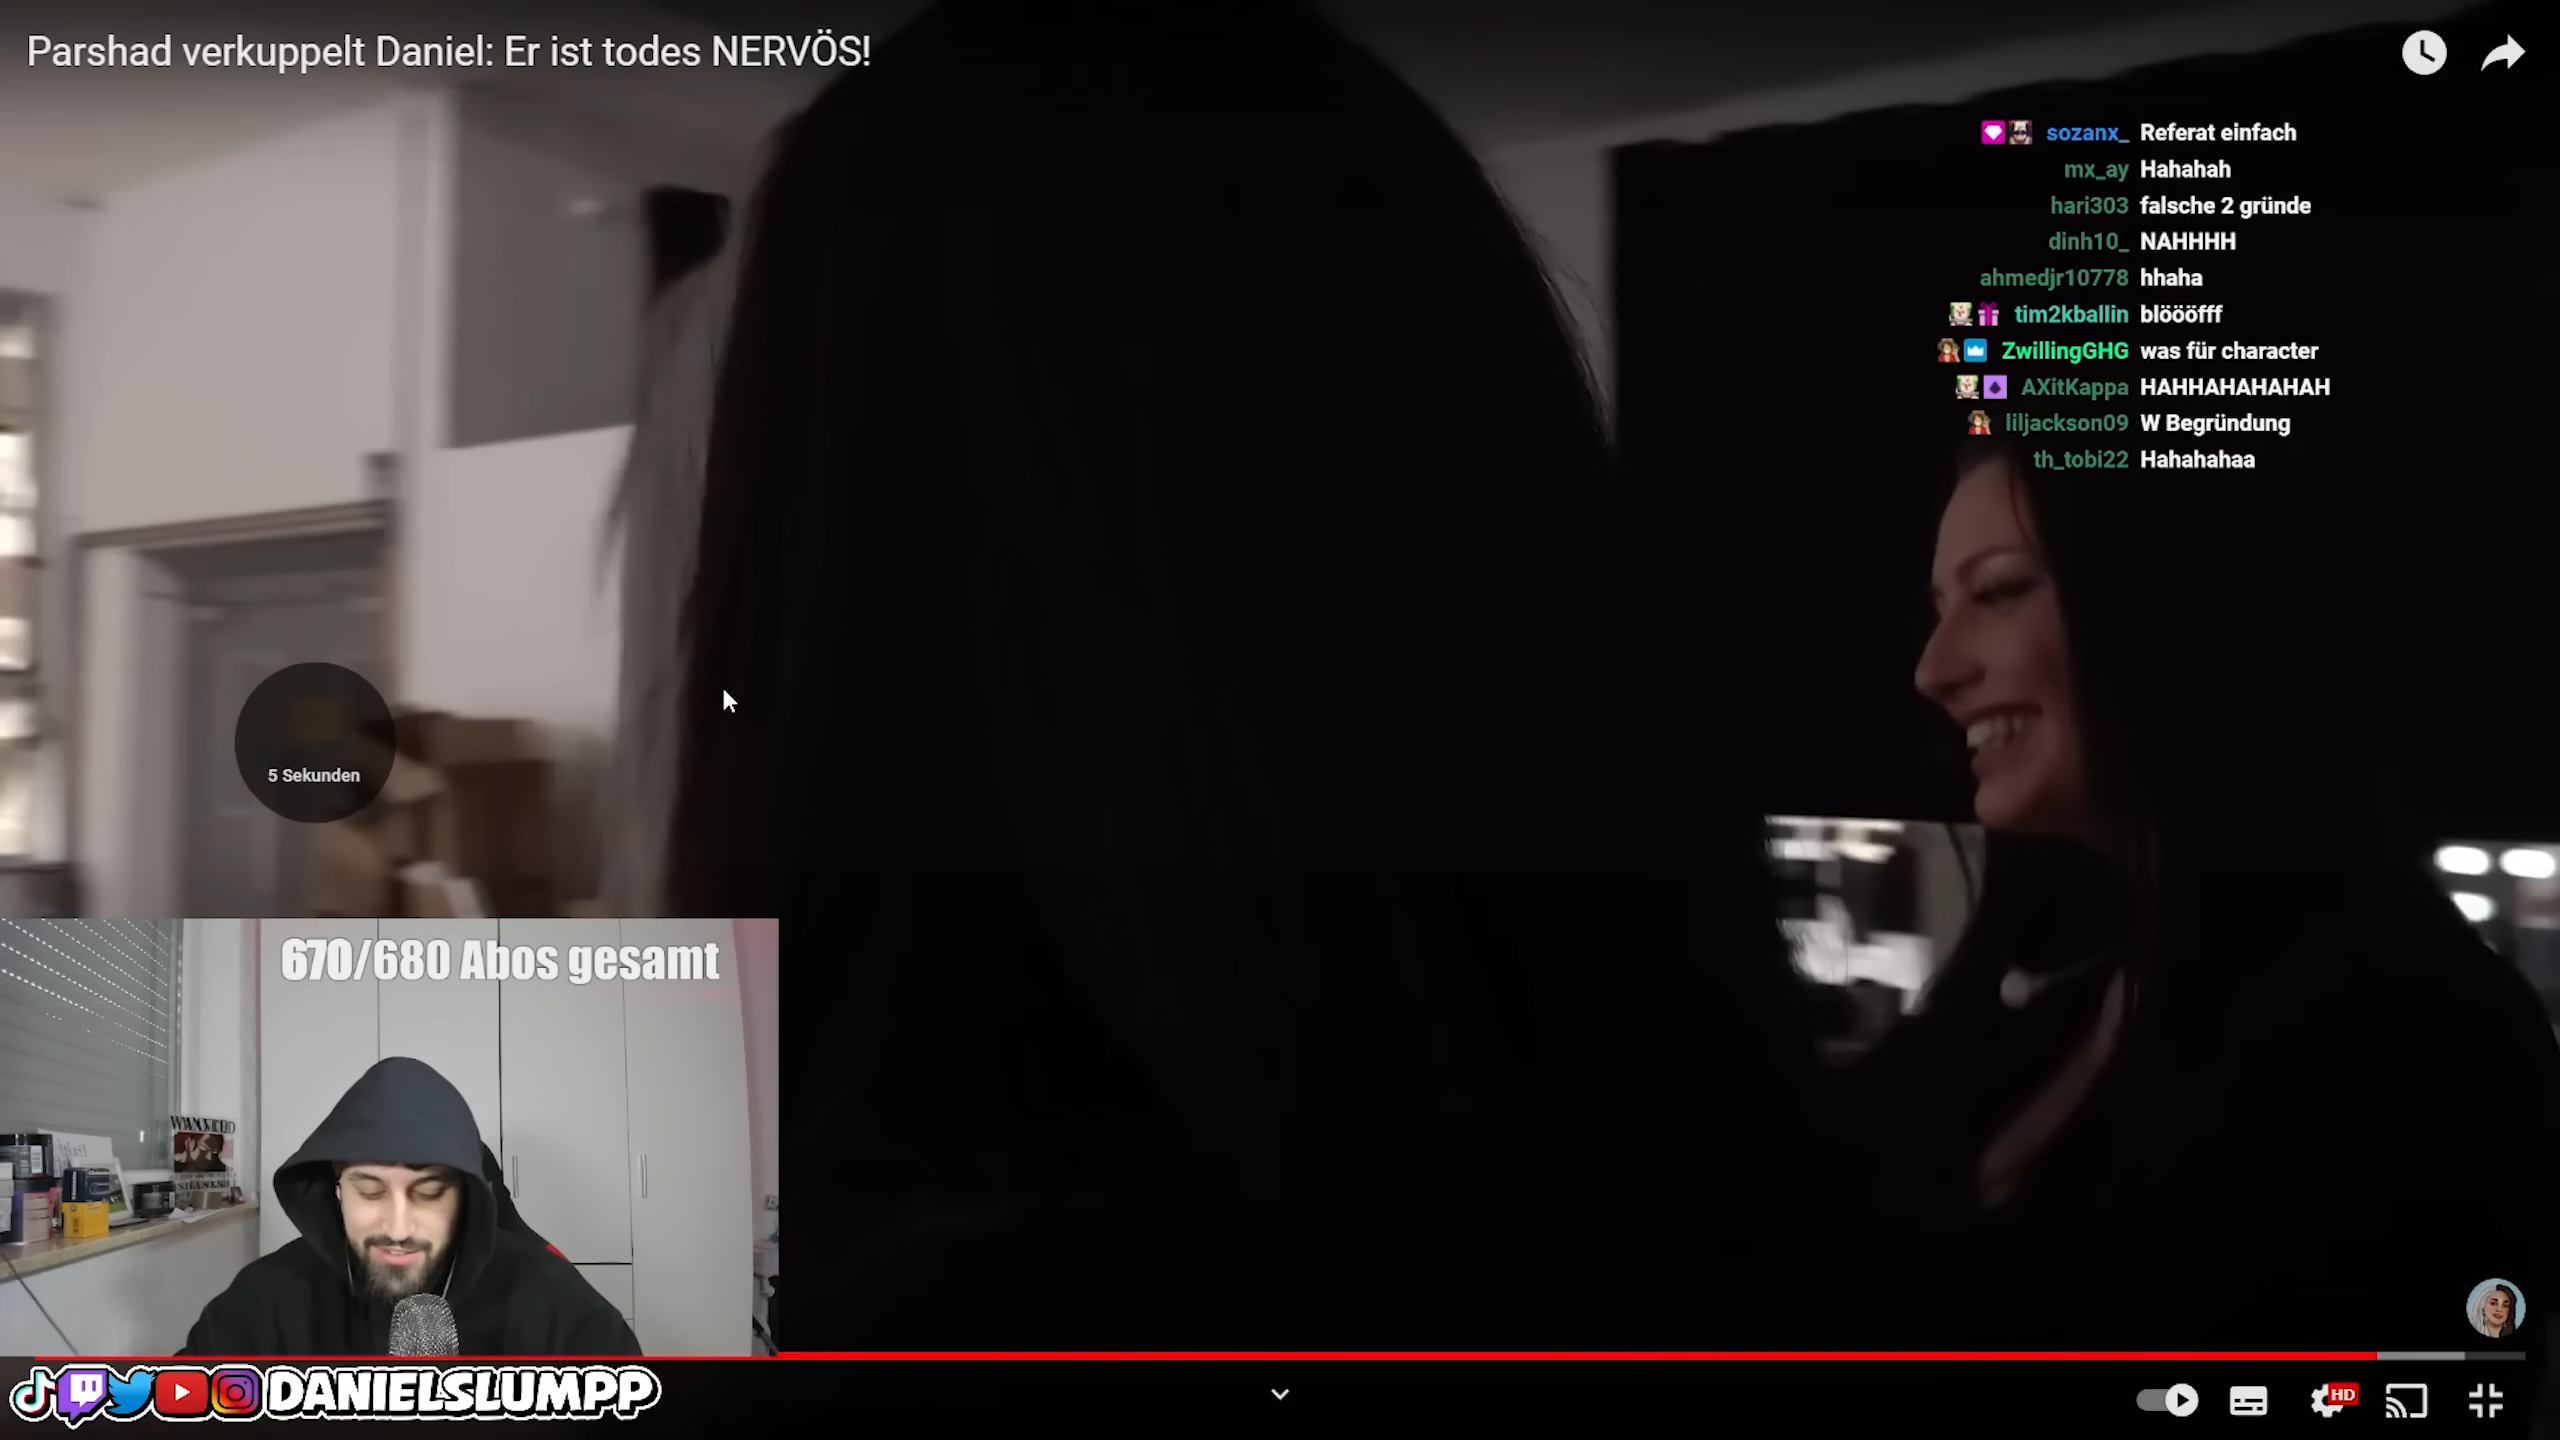 Parshad verkuppelt Daniel: Er ist todes NERVÖS!
sozanx_ Referat einfach
mx_ay Hahahah
hari303 falsche 2 gründe
dinh10_ NAHHHH
ahmedjr10778 hhaha
tim2kballin blöööfff
ZwillingGHG was für character
AXitKappa HAHHAHAHAHAH
liljackson09 W Begründung
th_tobi22 Hahahahaa
5 Sekunden
670/680 Abos gesamt
WANTED
DANIELSLUMPP
HD